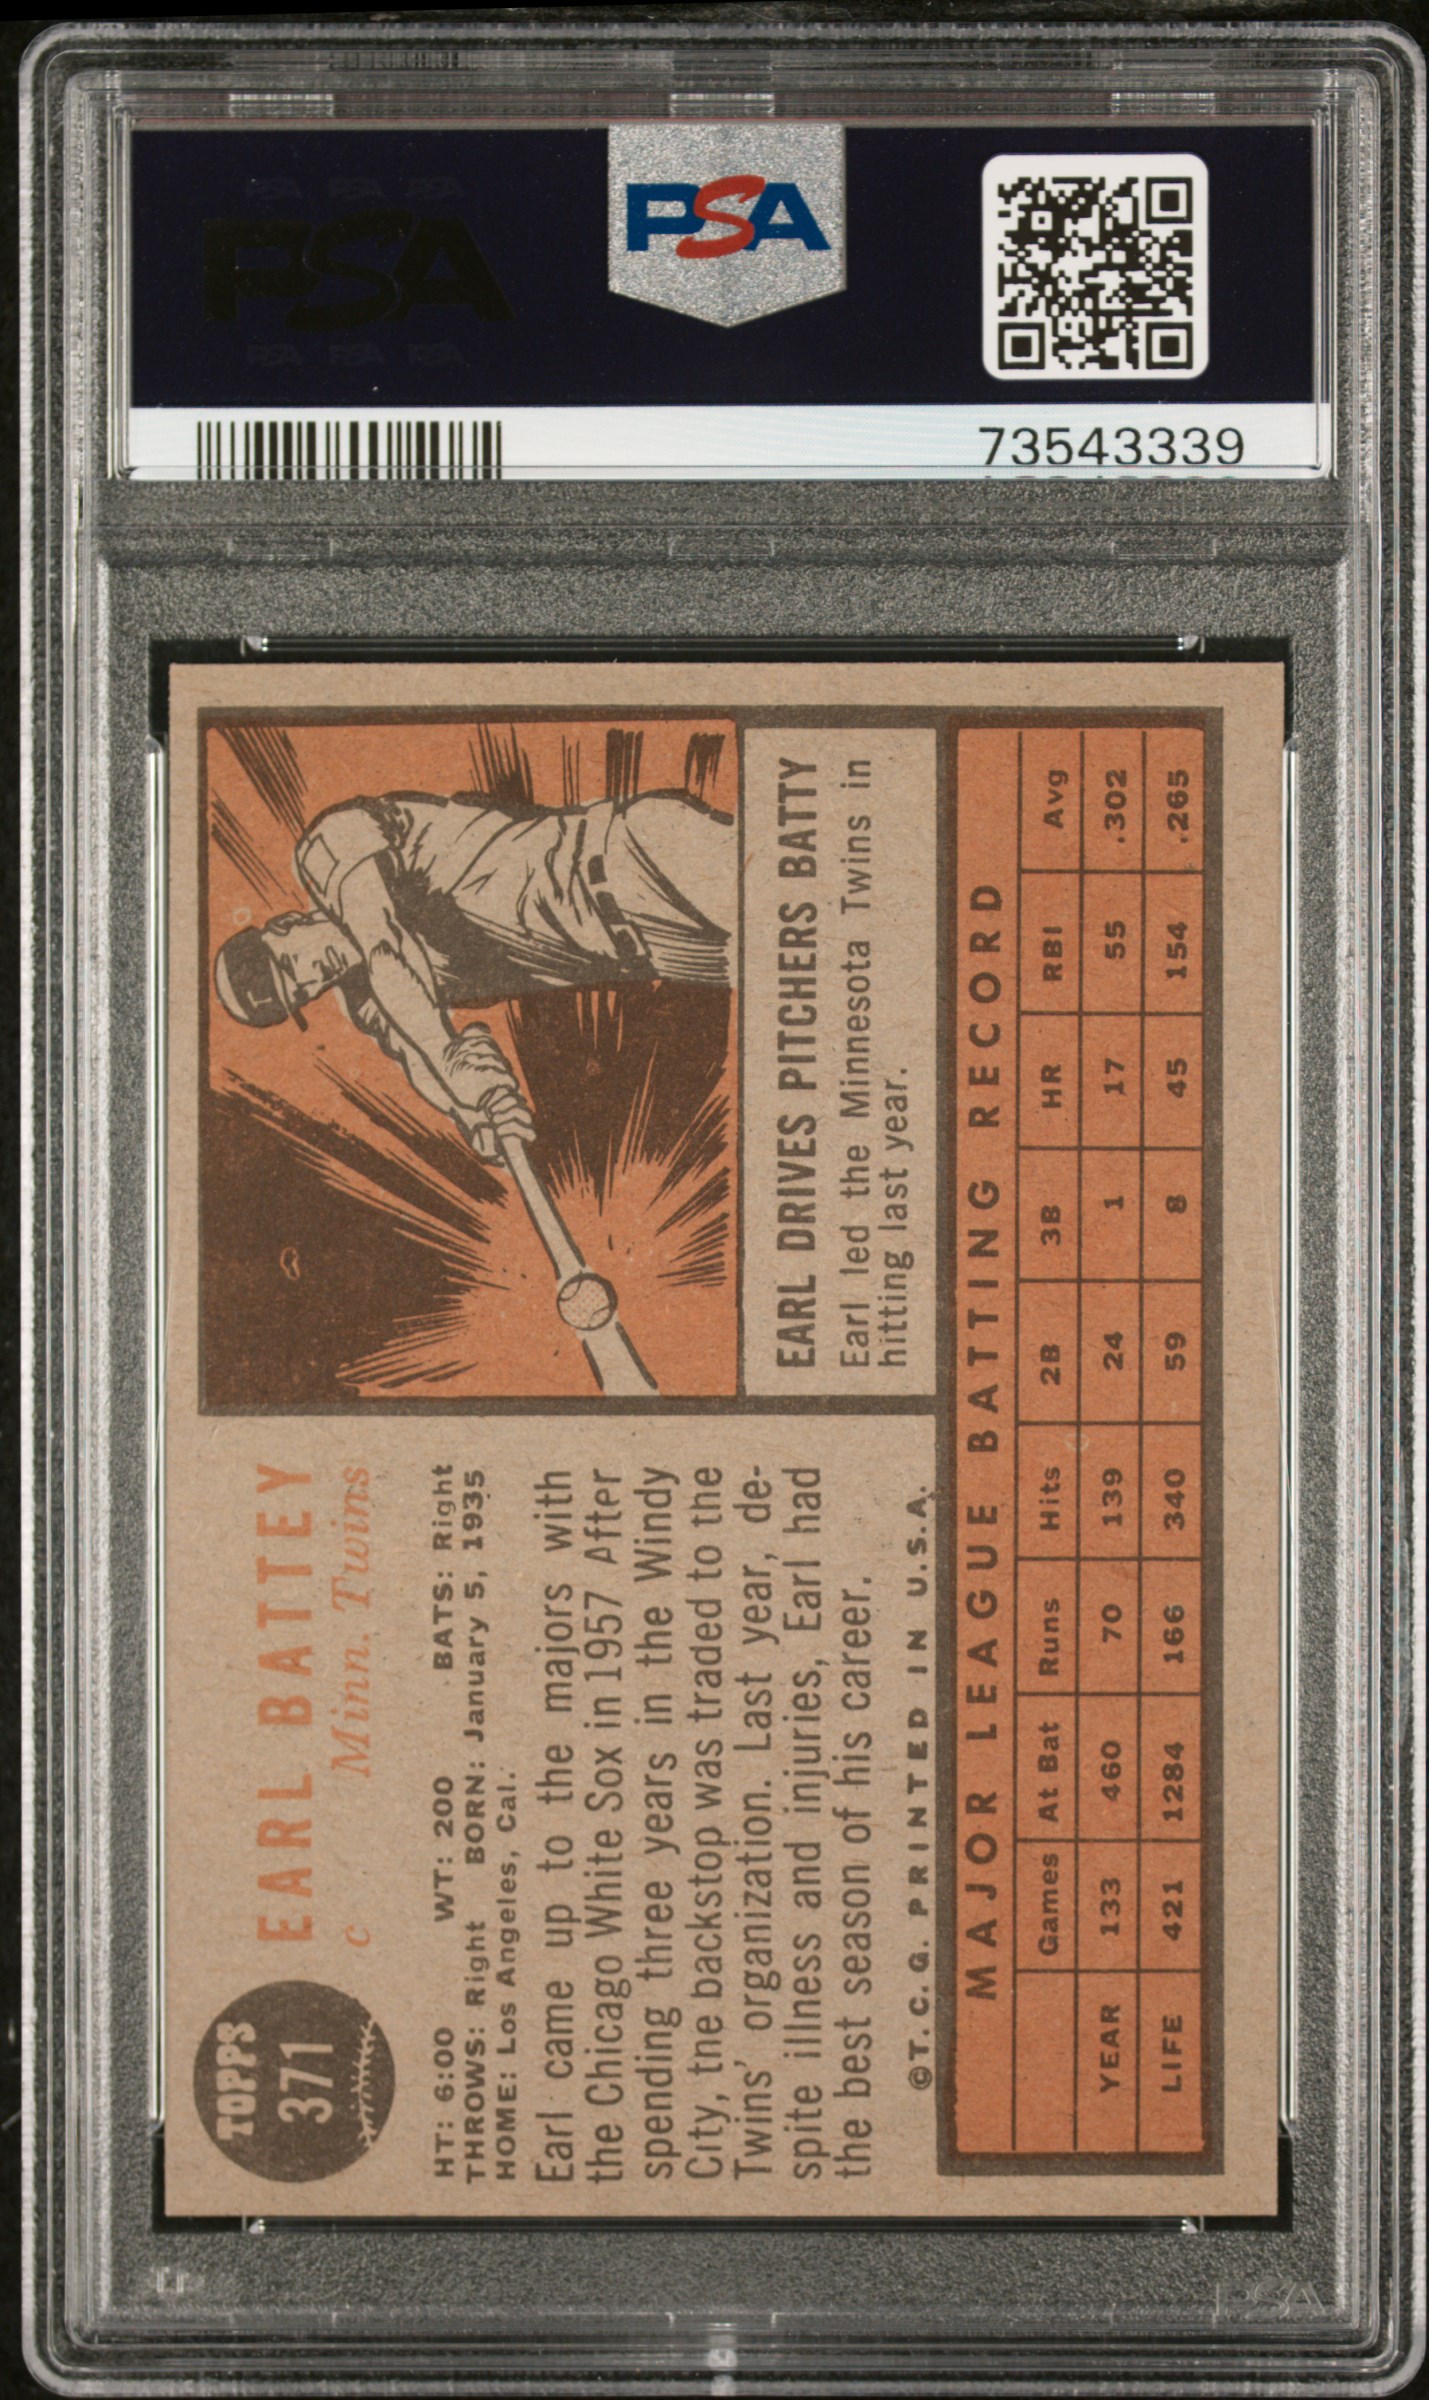 PSA
PSA
73543339
TOPPS
371
EARL BATTEY
c Minn. Twins
HT: 6:00 WT: 200 BATS: Right
THROWS: Right BORN: January 5, 1935
HOME: Los Angeles, Cal.
Earl came up to the majors with
the Chicago White Sox in 1957 After
spending three years in the Windy
City, the backstop was traded to the
Twins' organization. Last year, de-
spite illness and injuries, Earl had
the best season of his career.
©T.C.G. PRINTED IN U.S.A.
EARL DRIVES PITCHERS BATTY
Earl led the Minnesota Twins in
hitting last year.
MAJOR LEAGUE BATTING RECORD
Games At Bat Runs Hits 2B 3B HR RBI Avg
YEAR 133 460 70 139 24 1 17 55 .302
LIFE 421 1284 166 340 59 8 45 154 .265
PSA